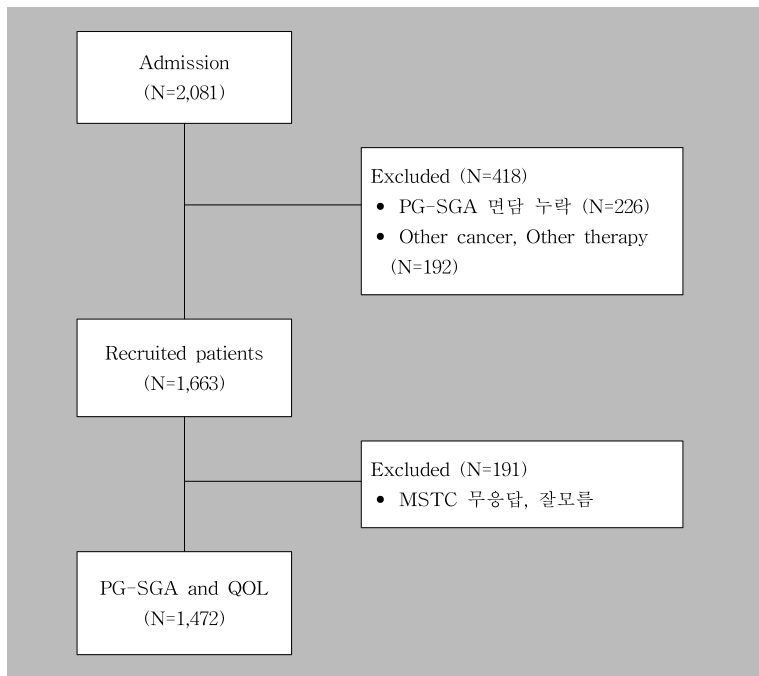 Admission
(N=2,081)
Excluded (N=418)
• PG-SGA 면담 누락 (N=226)
• Other cancer, Other therapy
(N=192)
Recruited patients
(N=1,663)
Excluded (N=191)
• MSTC 무응답, 잘모름
PG-SGA and QOL
(N=1,472)